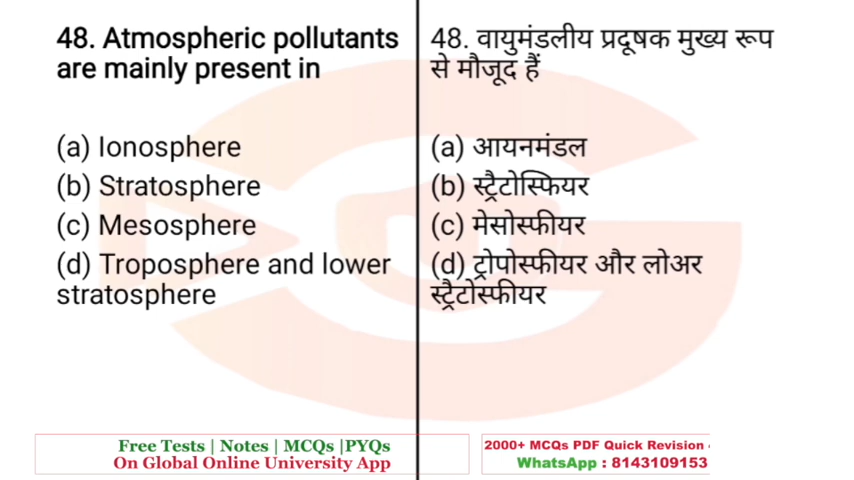 48. Atmospheric pollutants
are mainly present in
(a) Ionosphere
(b) Stratosphere
(c) Mesosphere
(d) Troposphere and lower
stratosphere
48. वायुमंडलीय प्रदूषक मुख्य रूप
से मौजूद हैं
(a) आयनमंडल
(b) स्ट्रैटोस्फियर
(c) मेसोस्फीयर
(d) ट्रोपोस्फीयर और लोअर
स्ट्रैटोस्फीयर
Free Tests | Notes | MCQs |PYQs
On Global Online University App
2000+ MCQs PDF Quick Revision
WhatsApp : 8143109153